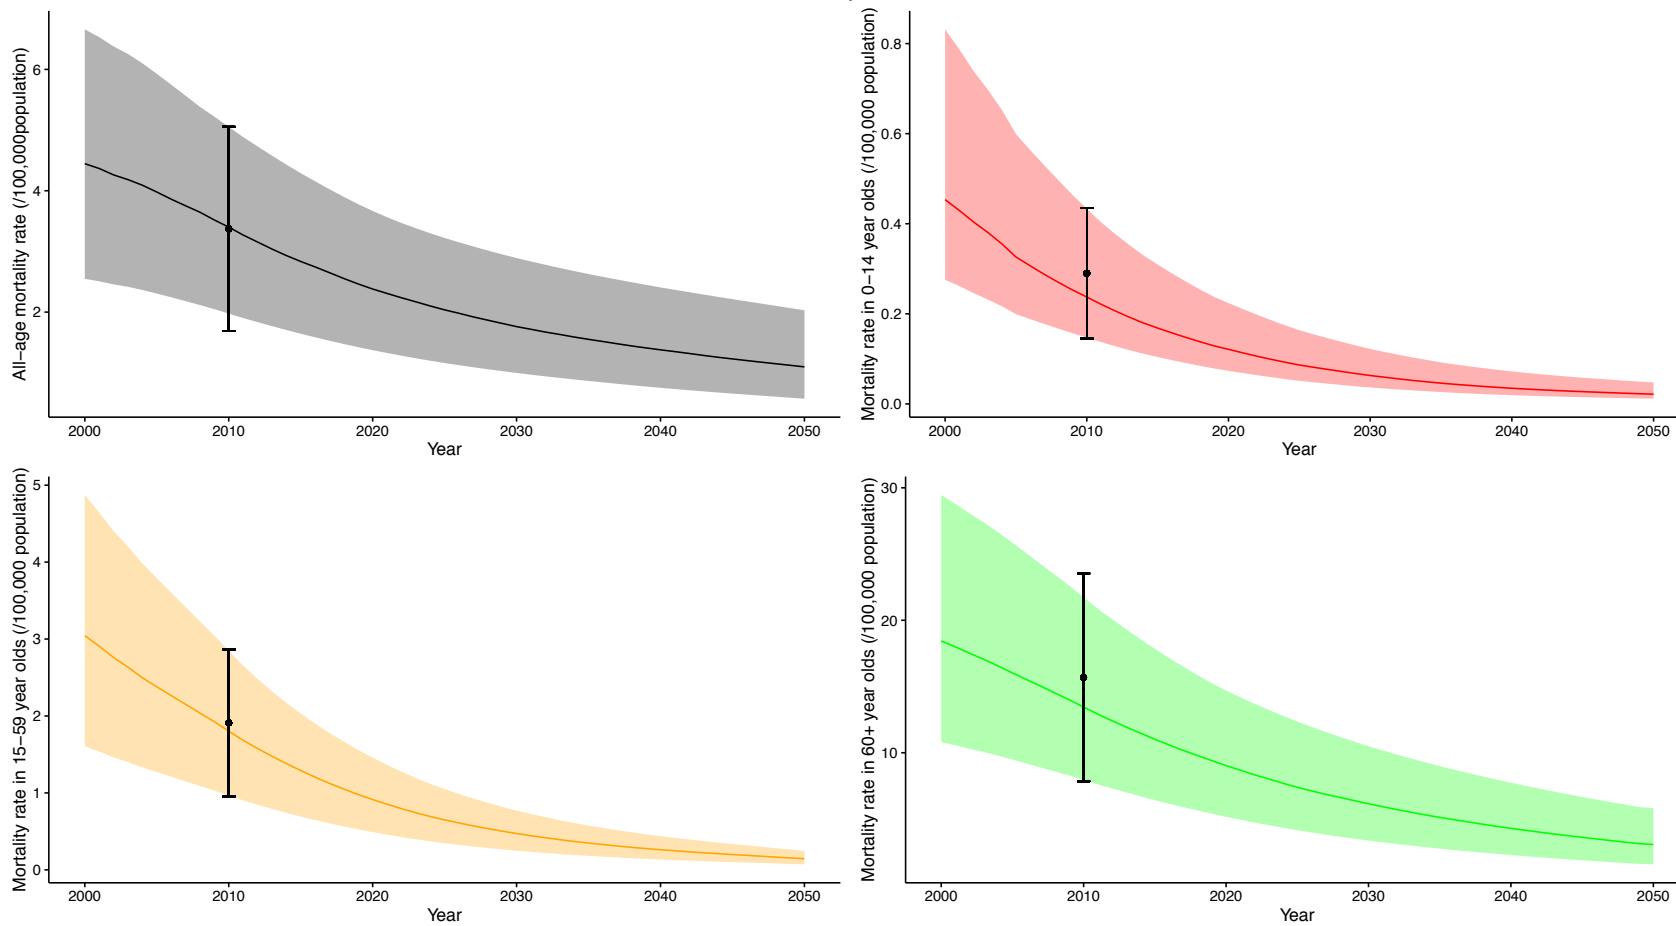 All−age mortality rate (/100,000population)
6
4
2
2000 2010 2020 2030 2040 2050
Year
Mortality rate in 0−14 year olds (/100,000 population)
0.8
0.6
0.4
0.2
0.0
2000 2010 2020 2030 2040 2050
Year
Mortality rate in 15−59 year olds (/100,000 population)
5
4
3
2
1
0
2000 2010 2020 2030 2040 2050
Year
Mortality rate in 60+ year olds (/100,000 population)
30
20
10
2000 2010 2020 2030 2040 2050
Year